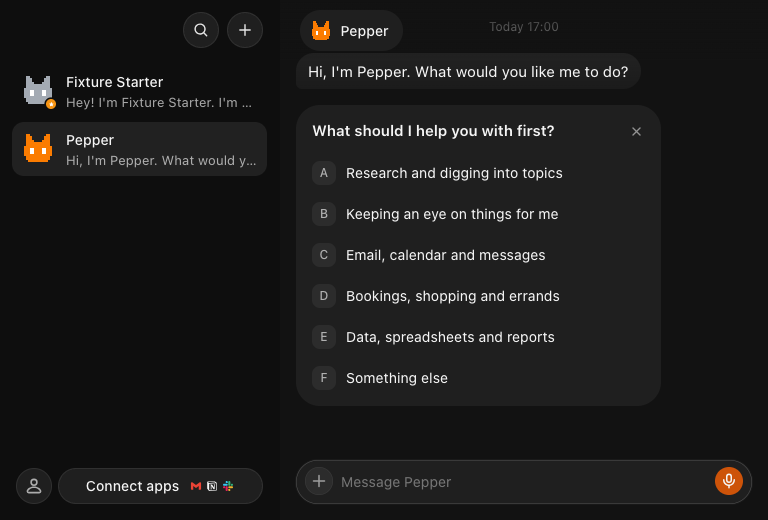 Fixture Starter
Hey! I'm Fixture Starter. I'm ...
Pepper
Hi, I'm Pepper. What would y...
Connect apps
Pepper
Today 17:00
Hi, I'm Pepper. What would you like me to do?
What should I help you with first?
A Research and digging into topics
B Keeping an eye on things for me
C Email, calendar and messages
D Bookings, shopping and errands
E Data, spreadsheets and reports
F Something else
Message Pepper